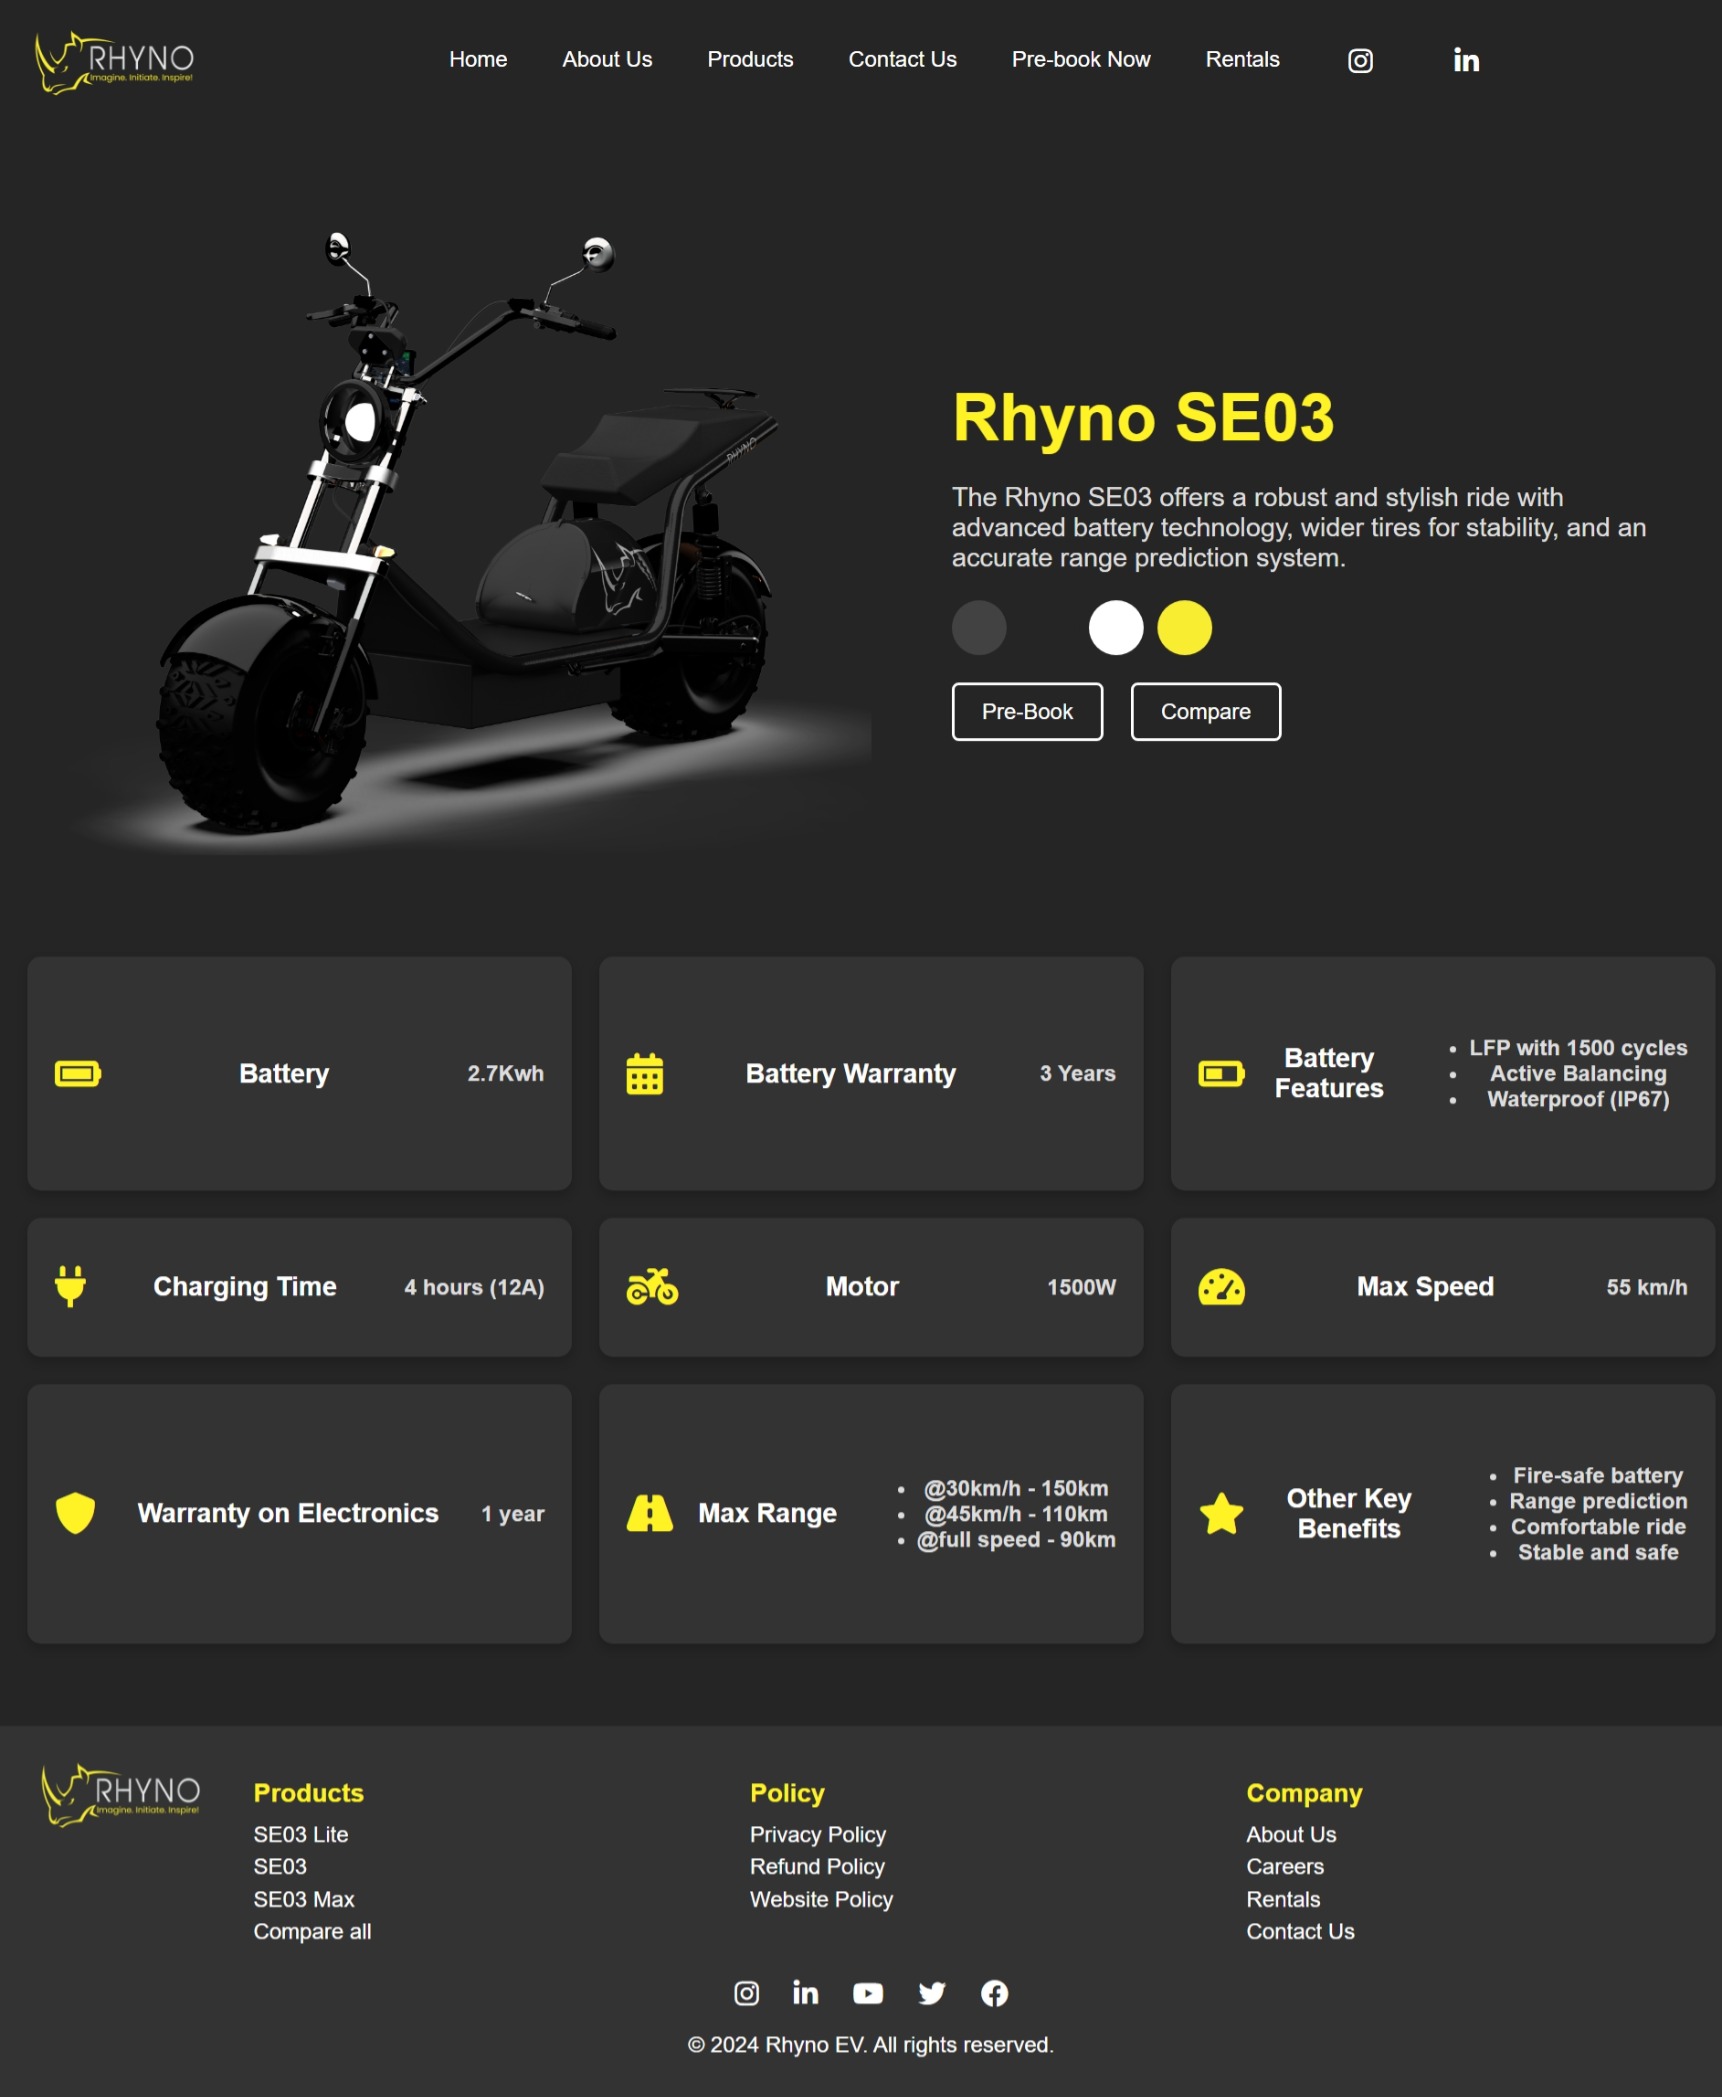 RHYNO
Imagine. Initiate. Inspire!
Home
About Us
Products
Contact Us
Pre-book Now
Rentals
RHYNO
Rhyno SE03
The Rhyno SE03 offers a robust and stylish ride with
advanced battery technology, wider tires for stability, and an
accurate range prediction system.
Pre-Book
Compare
Battery
2.7Kwh
Battery Warranty
3 Years
Battery
Features
• LFP with 1500 cycles
• Active Balancing
• Waterproof (IP67)
Charging Time
4 hours (12A)
Motor
1500W
Max Speed
55 km/h
Warranty on Electronics
1 year
Max Range
• @30km/h - 150km
• @45km/h - 110km
• @full speed - 90km
Other Key
Benefits
• Fire-safe battery
• Range prediction
• Comfortable ride
• Stable and safe
RHYNO
Imagine. Initiate. Inspire!
Products
SE03 Lite
SE03
SE03 Max
Compare all
Policy
Privacy Policy
Refund Policy
Website Policy
Company
About Us
Careers
Rentals
Contact Us
© 2024 Rhyno EV. All rights reserved.